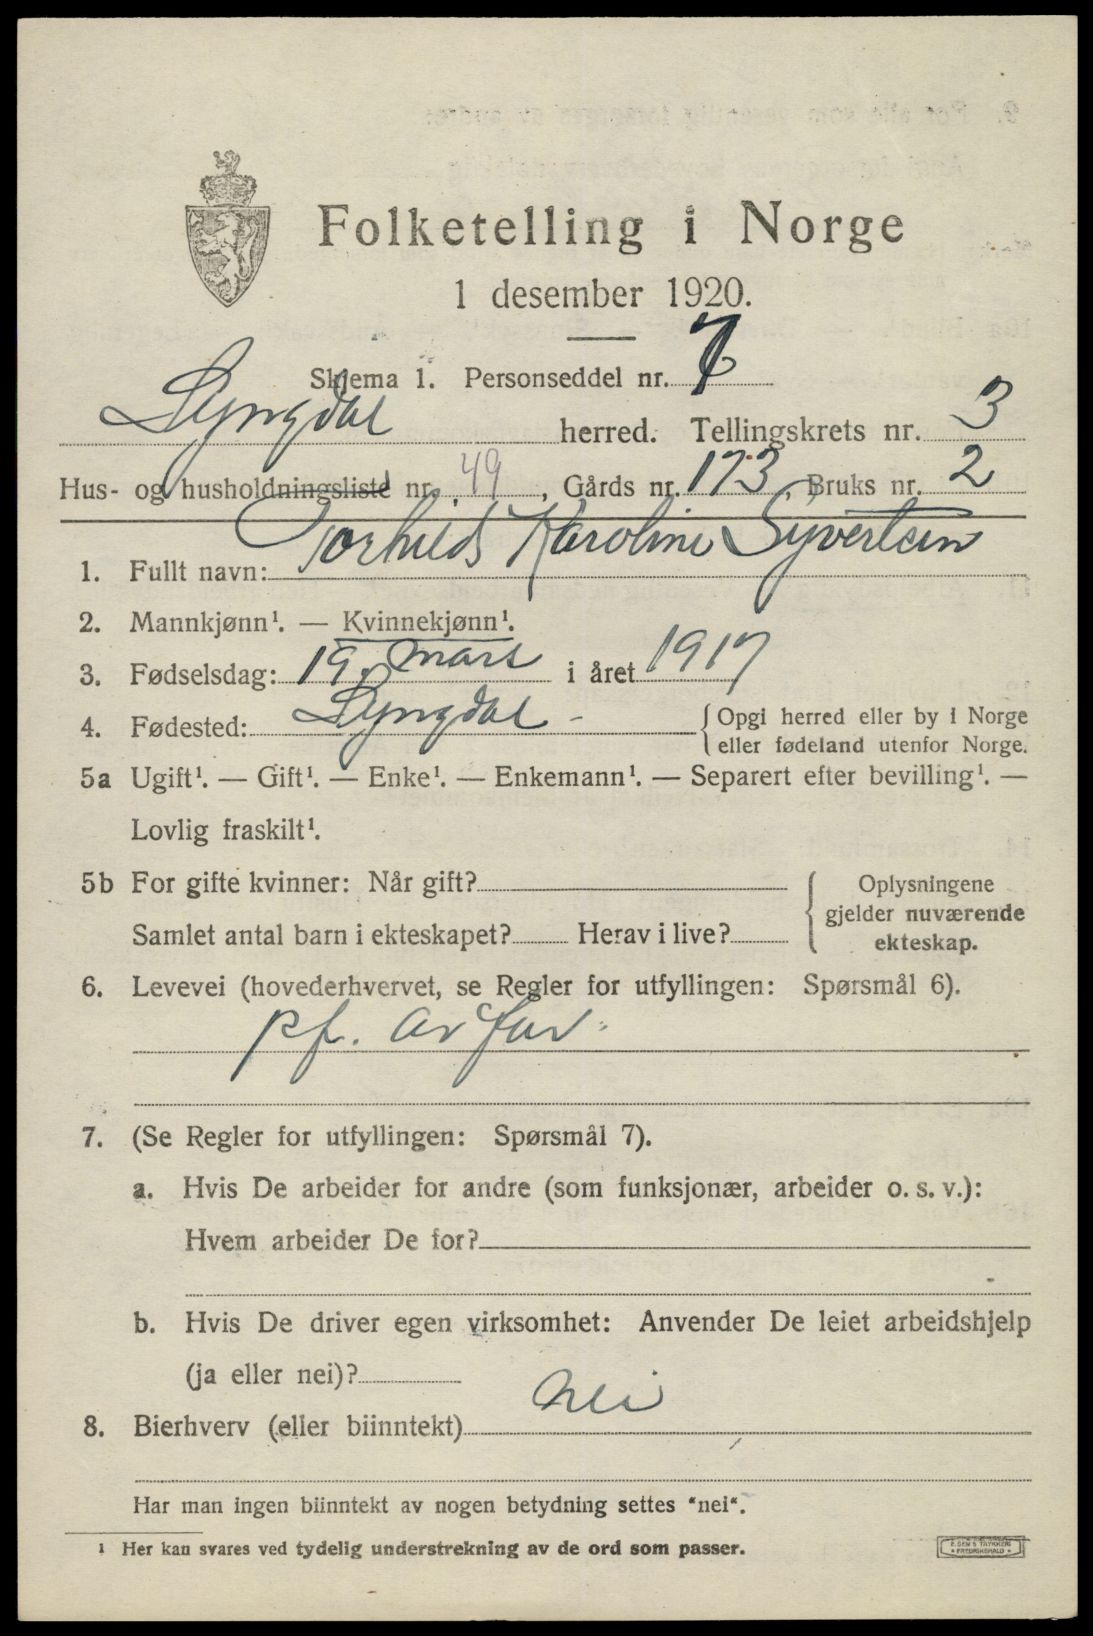 Folketelling i Norge
1 desember 1920.
Skjema 1. Personseddel nr.
Lyngdal herred. Tellingskrets nr. 3
Hus- og husholdningsliste nr. 49, Gårds nr. 173, Bruks nr. 2
1. Fullt navn: Torhild Karoline Syvertsen
2. Mannkjønn¹. — Kvinnekjønn¹.
3. Fødselsdag: 19. mars i året 1917
4. Fødested: Lyngdal - {Opgi herred eller by i Norge
eller fødeland utenfor Norge.
5a Ugift¹. — Gift¹. — Enke¹. — Enkemann¹. — Separert efter bevilling¹. —
Lovlig fraskilt¹.
5b For gifte kvinner: Når gift? { Oplysningene
gjelder nuværende
Samlet antal barn i ekteskapet? Herav i live? ekteskap.
6. Levevei (hovederhvervet, se Regler for utfyllingen: Spørsmål 6).
pf. av far
7. (Se Regler for utfyllingen: Spørsmål 7).
a. Hvis De arbeider for andre (som funksjonær, arbeider o. s. v.):
Hvem arbeider De for?
b. Hvis De driver egen virksomhet: Anvender De leiet arbeidshjelp
(ja eller nei)?
8. Bierhverv (eller biinntekt) nei
Har man ingen biinntekt av nogen betydning settes "nei".
¹ Her kan svares ved tydelig understrekning av de ord som passer.